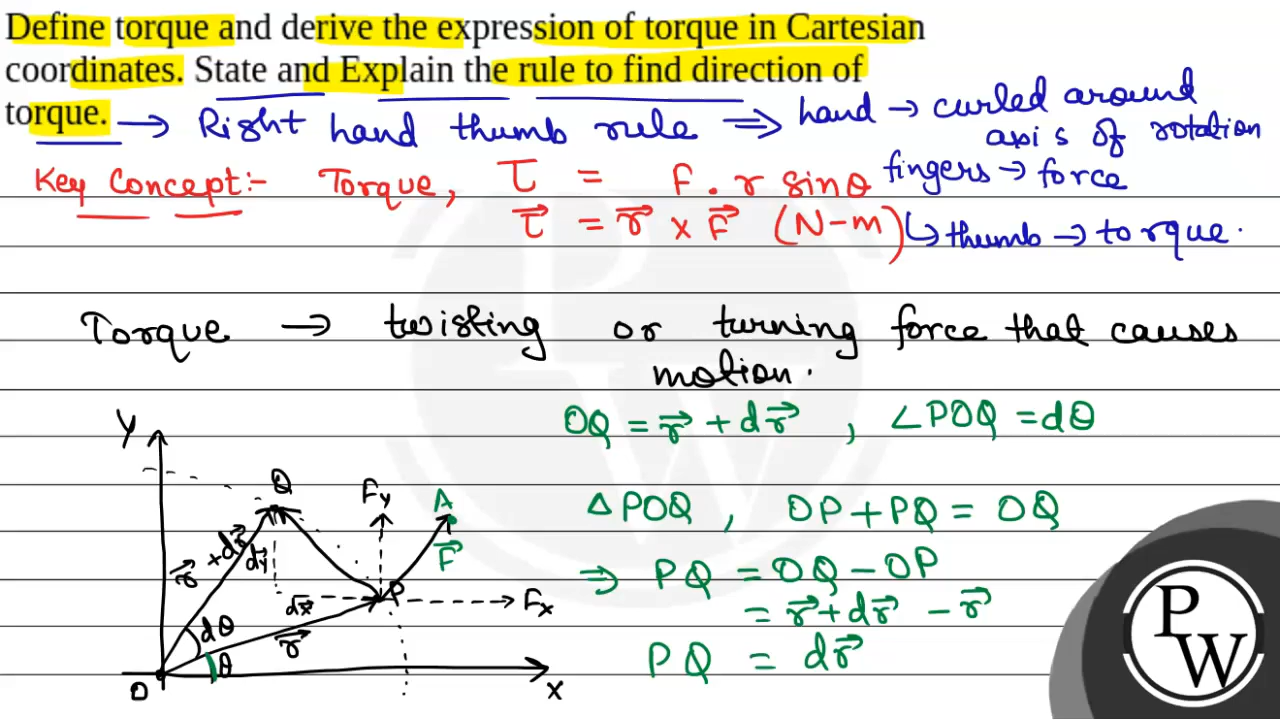 Define torque and derive the expression of torque in Cartesian
coordinates. State and Explain the rule to find direction of
torque. → Right hand thumb rule ⇒ hand → curled around
axis of rotation
fingers → force
↳ thumb → torque.
Key Concept:- Torque, τ = F . r sinθ
τ⃗ = r⃗ × F⃗ (N-m)
Torque → twisting or turning force that causes
motion.
OQ = r⃗ + dr⃗ , ∠POQ = dθ
△POQ , OP + PQ = OQ
⇒ PQ = OQ - OP
= r⃗ + dr⃗ - r⃗
PQ = dr⃗
Y
Q
Fy
A
F⃗
r⃗ + dr⃗
dy⃗
dx⃗
P
Fx
dθ
r⃗
θ
O
X
P
W